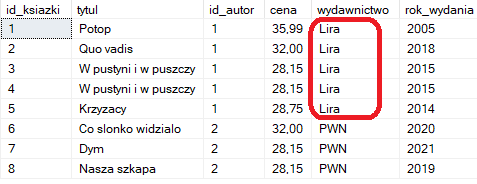 id_ksiazki tytul id_autor cena wydawnictwo rok_wydania
1 Potop 1 35,99 Lira 2005
2 Quo vadis 1 32,00 Lira 2018
3 W pustyni i w puszczy 1 28,15 Lira 2015
4 W pustyni i w puszczy 1 28,15 Lira 2015
5 Krzyzacy 1 28,75 Lira 2014
6 Co slonko widzialo 2 32,00 PWN 2020
7 Dym 2 28,15 PWN 2021
8 Nasza szkapa 2 28,15 PWN 2019